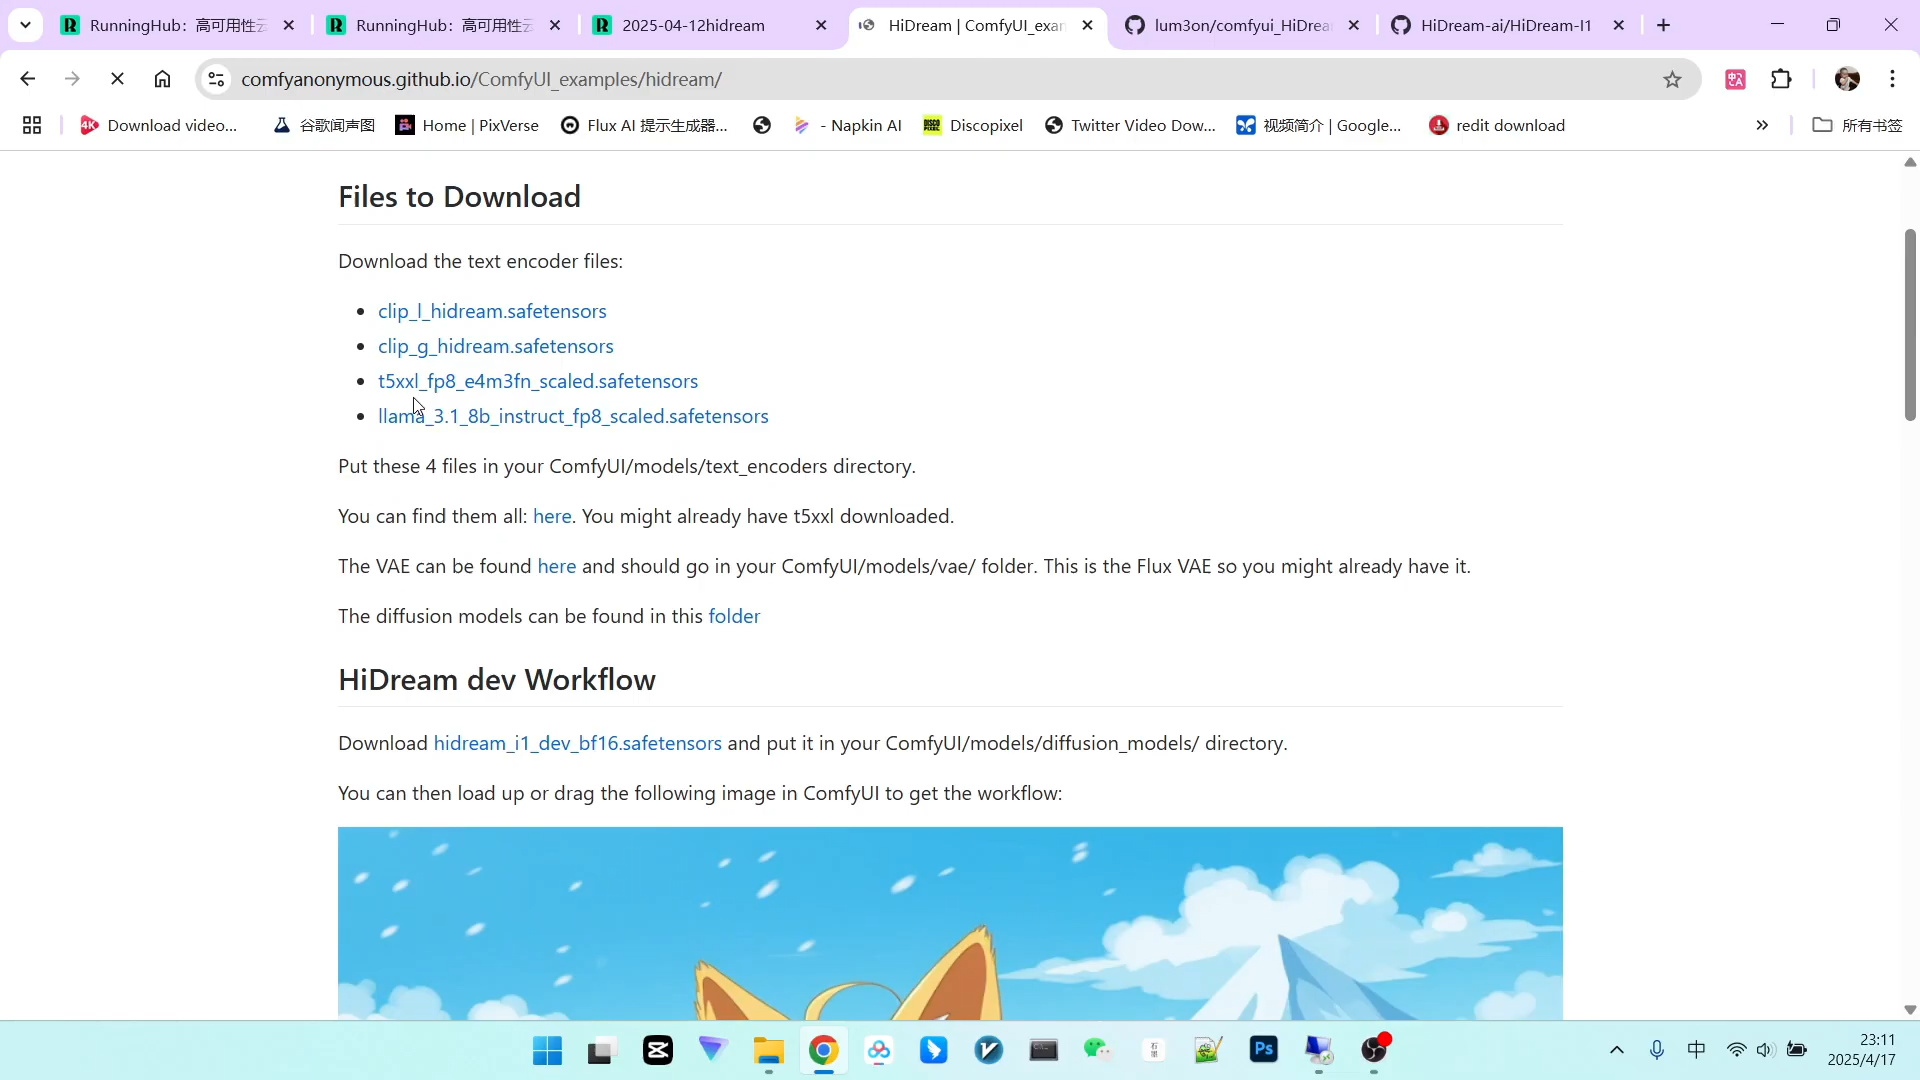 RunningHub：高可用性云
RunningHub：高可用性云
2025-04-12hidream
HiDream | ComfyUI_exam
lum3on/comfyui_HiDrea
HiDream-ai/HiDream-I1
comfyanonymous.github.io/ComfyUI_examples/hidream/
Download video...
谷歌闻声图
Home | PixVerse
Flux AI 提示生成器...
- Napkin AI
Discopixel
Twitter Video Dow...
视频简介 | Google...
redit download
所有书签
Files to Download
Download the text encoder files:
clip_l_hidream.safetensors
clip_g_hidream.safetensors
t5xxl_fp8_e4m3fn_scaled.safetensors
llama_3.1_8b_instruct_fp8_scaled.safetensors
Put these 4 files in your ComfyUI/models/text_encoders directory.
You can find them all: here. You might already have t5xxl downloaded.
The VAE can be found here and should go in your ComfyUI/models/vae/ folder. This is the Flux VAE so you might already have it.
The diffusion models can be found in this folder
HiDream dev Workflow
Download hidream_i1_dev_bf16.safetensors and put it in your ComfyUI/models/diffusion_models/ directory.
You can then load up or drag the following image in ComfyUI to get the workflow:
Ps
中
23:11
2025/4/17